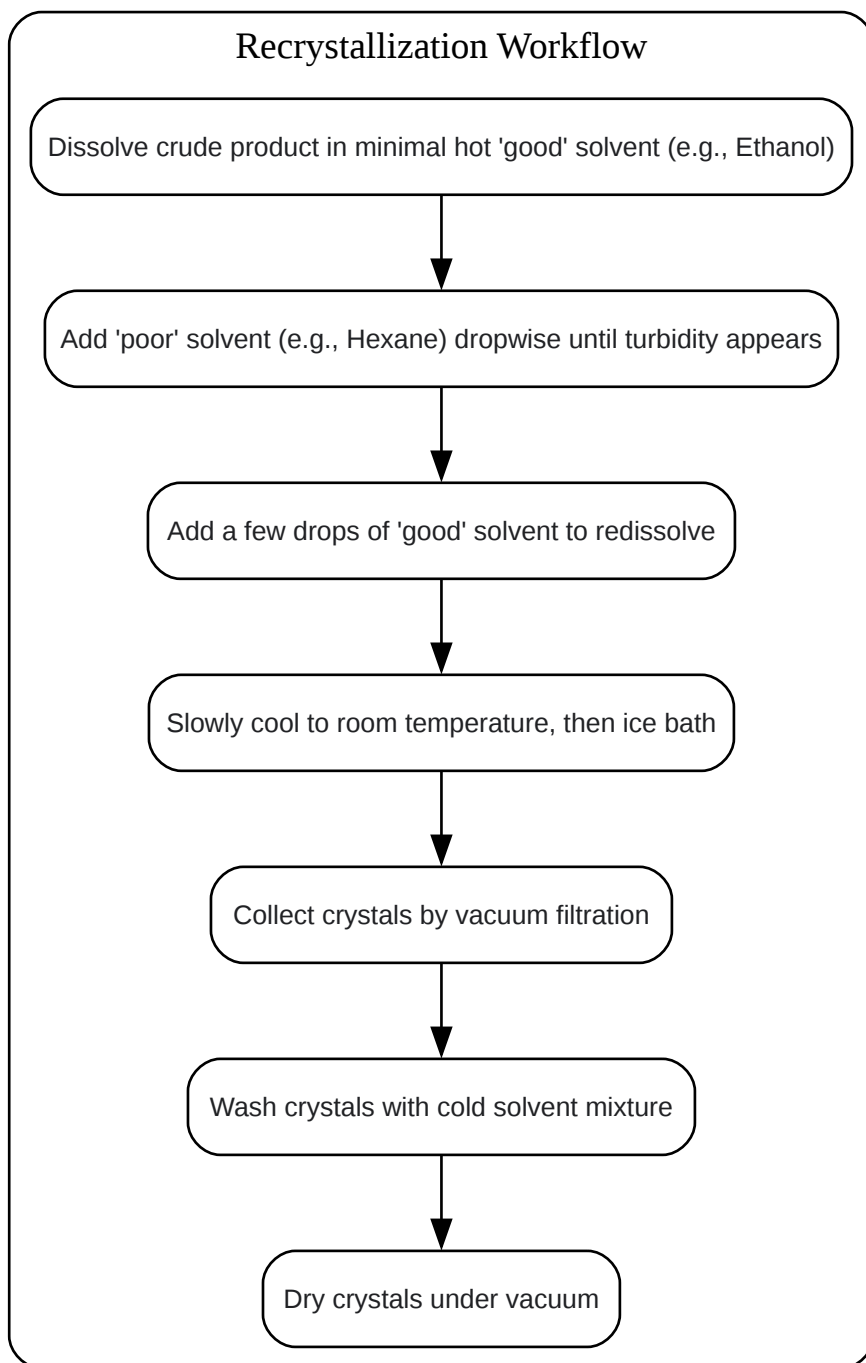 Recrystallization Workflow
Dissolve crude product in minimal hot 'good' solvent (e.g., Ethanol)
Add 'poor' solvent (e.g., Hexane) dropwise until turbidity appears
Add a few drops of 'good' solvent to redissolve
Slowly cool to room temperature, then ice bath
Collect crystals by vacuum filtration
Wash crystals with cold solvent mixture
Dry crystals under vacuum